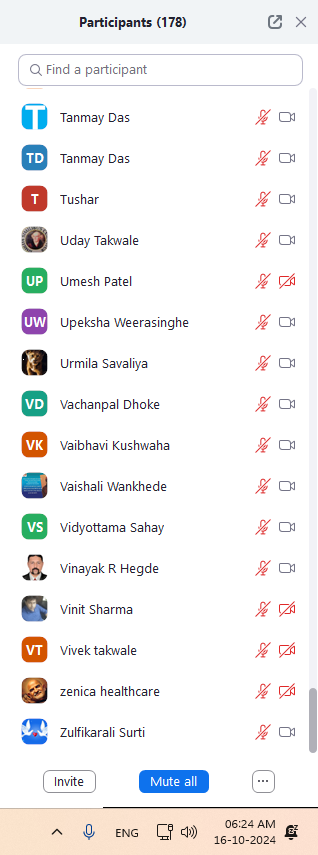 Participants (178)
Find a participant
T Tanmay Das
TD Tanmay Das
T Tushar
Uday Takwale
UP Umesh Patel
UW Upeksha Weerasinghe
Urmila Savaliya
VD Vachanpal Dhoke
VK Vaibhavi Kushwaha
Vaishali Wankhede
VS Vidyottama Sahay
Vinayak R Hegde
Vinit Sharma
VT Vivek takwale
zenica healthcare
Zulfikarali Surti
Invite Mute all ...
ENG 06:24 AM
16-10-2024